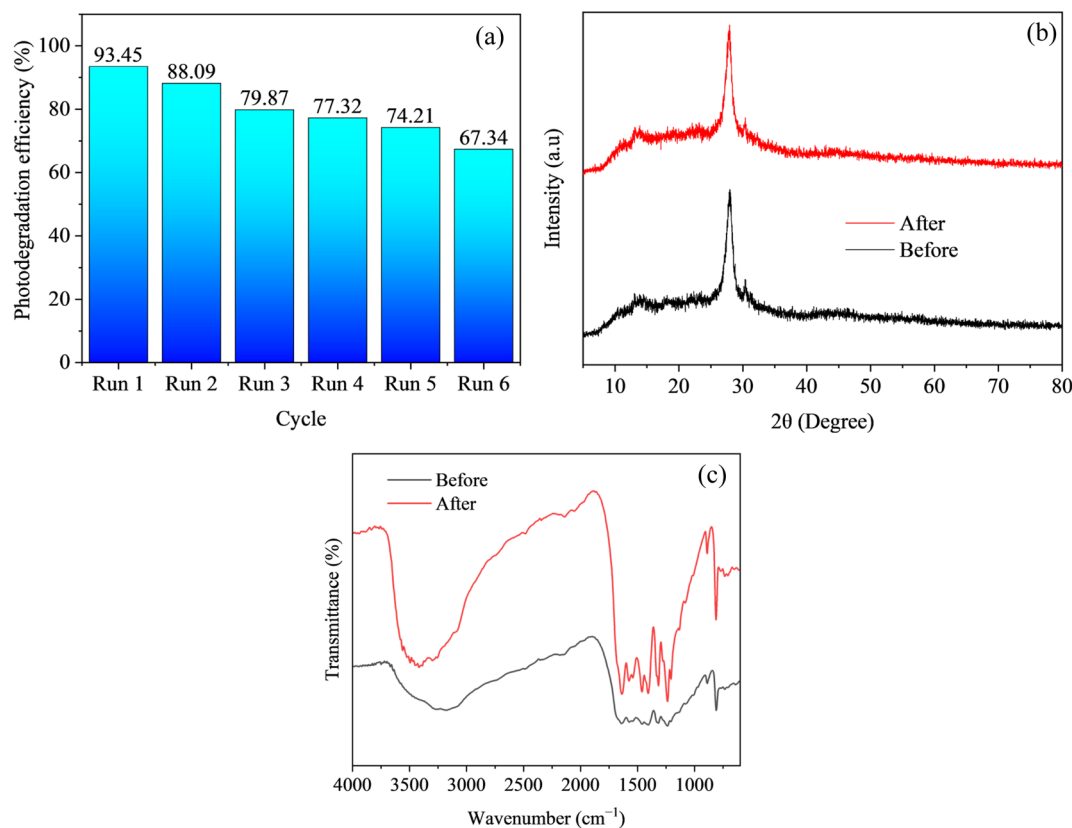 (a)
Photodegradation efficiency (%)
100
80
60
40
20
0
93.45
88.09
79.87
77.32
74.21
67.34
Run 1 Run 2 Run 3 Run 4 Run 5 Run 6
Cycle
(b)
Intensity (a.u)
After
Before
10 20 30 40 50 60 70 80
2θ (Degree)
(c)
Before
After
Transmittance (%)
4000 3500 3000 2500 2000 1500 1000
Wavenumber (cm⁻¹)